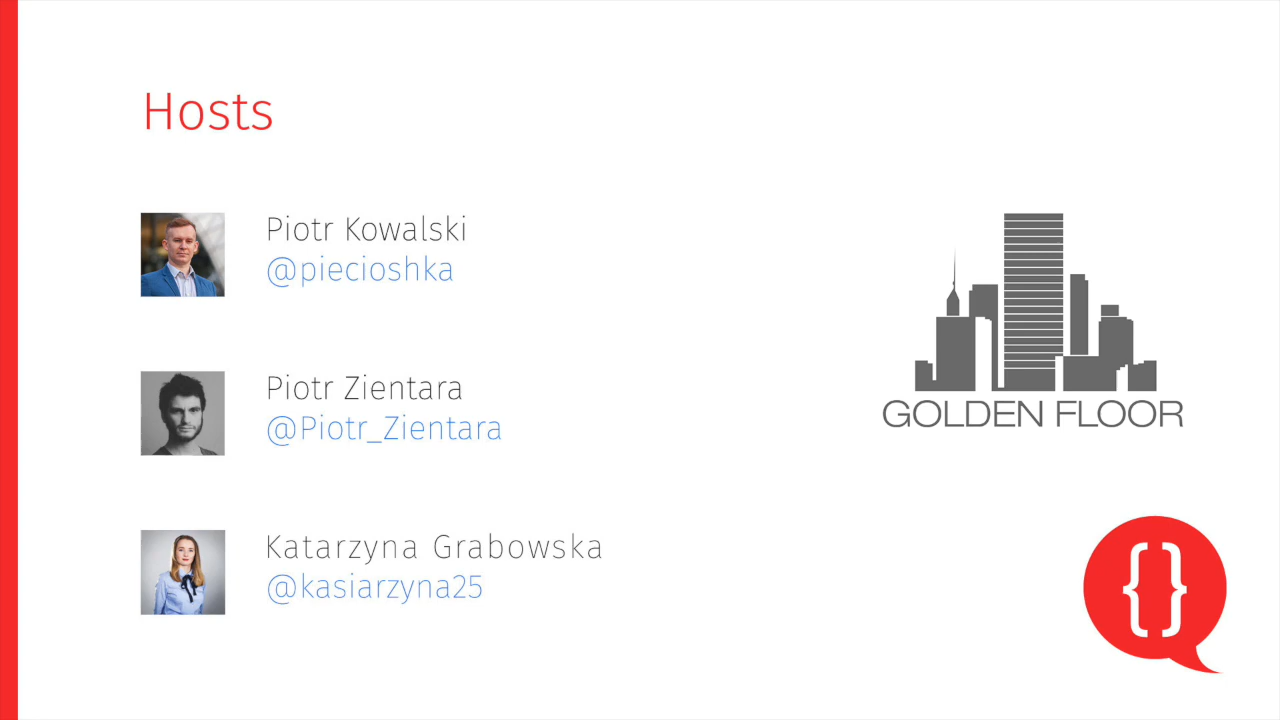 Hosts
Piotr Kowalski
@piecioshka
Piotr Zientara
@Piotr_Zientara
Katarzyna Grabowska
@kasiarzyna25
GOLDEN FLOOR
{}